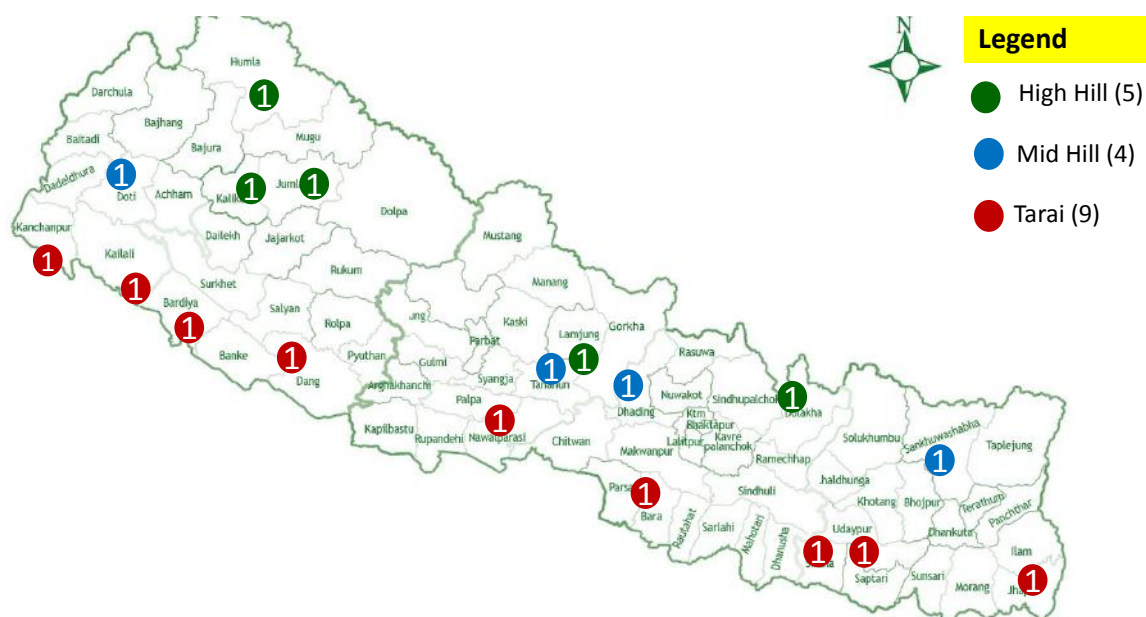 N
Legend
High Hill (5)
Mid Hill (4)
Tarai (9)
Humla
1
Darchula
Bajhang
Mugu
Baitadi
Bajura
Dadeldhura
1
Doti
Achham
1
Jumla
1
Dolpa
Kanchanpur
1
Kailali
1
Dailekh
Jajarkot
Mustang
Surkhet
Rukum
Manang
Bardiya
1
Salyan
Rolpa
Kaski
Lamjung
1
Gorkha
Banke
1
Dang
Pyuthan
Parbat
Gulmi
Syangja
1
Tanahun
1
Dhading
Rasuwa
Nuwakot
Sindhupalchok
1
Dolakha
Arghakhanchi
Palpa
Ktm
Bhaktapur
Solukhumbu
Sankhuwashabha
1
Taplejung
Kapilbastu
Rupandehi
1
Nawalparasi
Chitwan
Makwanpur
Lalitpur
Kavre
palanchok
Ramechhap
haldhunga
Parsa
1
Bara
Sindhuli
Khotang
Bhojpur
Terathum
Panchthar
Rautahat
Sarlahi
Mahotari
Dhanusha
Udaypur
Dhankuta
1
1
Saptari
Sunsari
Morang
Ilam
1